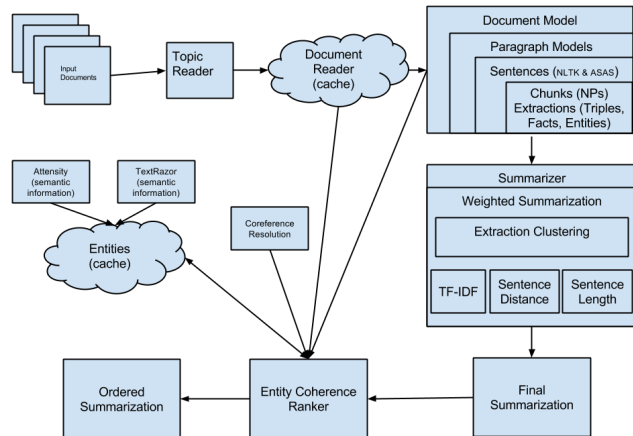 Input
Documents
Topic
Reader
Document
Reader
(cache)
Document Model
Paragraph Models
Sentences (NLTK & ASAS)
Chunks (NPs)
Extractions (Triples,
Facts, Entities)
Attensity
(semantic
information)
TextRazor
(semantic
information)
Entities
(cache)
Coreference
Resolution
Summarizer
Weighted Summarization
Extraction Clustering
TF-IDF
Sentence
Distance
Sentence
Length
Ordered
Summarization
Entity Coherence
Ranker
Final
Summarization